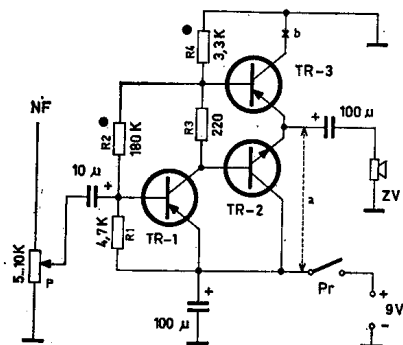 R4
3,3K
b
TR-3
NF
R2
180K
R3
220
+
100 μ
10 μ
+
a
ZV
TR-2
4,7K
R1
TR-1
5...10K
P
+
100 μ
Pr
+
9V
-